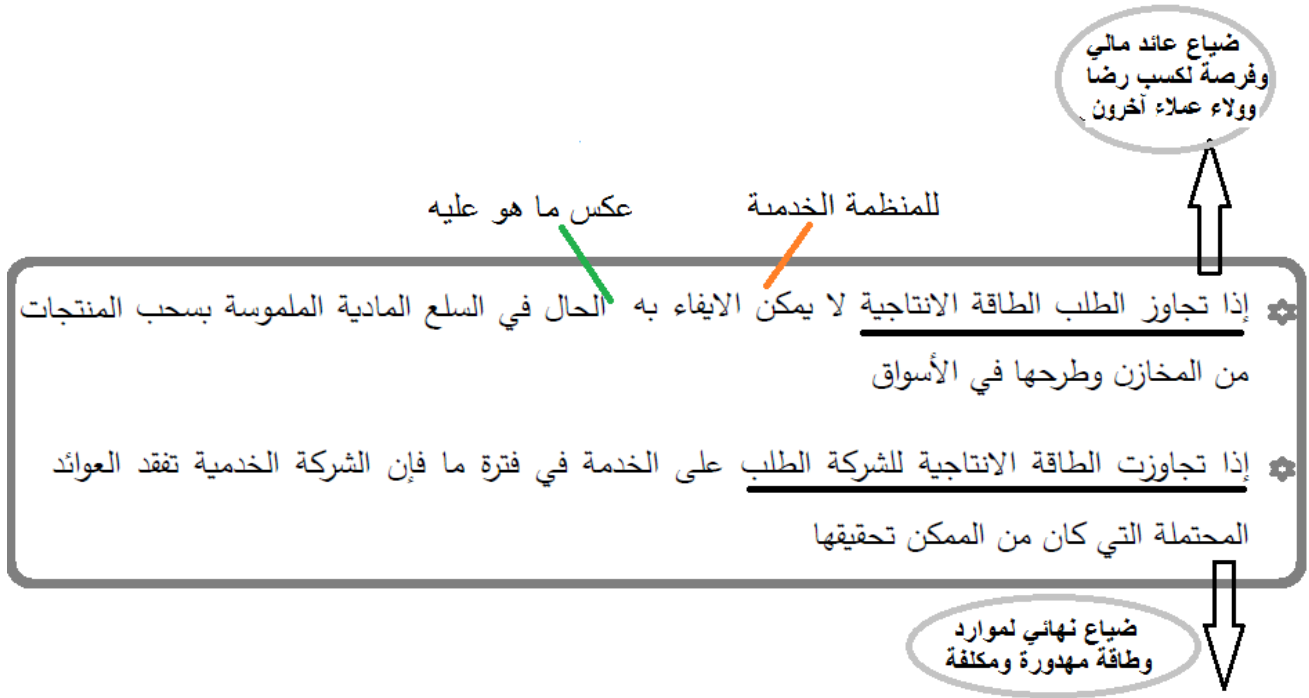 ضياع عائد مالي
وفرصة لكسب رضا
وولاء عملاء آخرون
للمنظمة الخدمية
عكس ما هو عليه
إذا تجاوز الطلب الطاقة الانتاجية لا يمكن الايفاء به الحال في السلع المادية الملموسة بسحب المنتجات
من المخازن وطرحها في الأسواق
إذا تجاوزت الطاقة الانتاجية للشركة الطلب على الخدمة في فترة ما فإن الشركة الخدمية تفقد العوائد
المحتملة التي كان من الممكن تحقيقها
ضياع نهائي لموارد
وطاقة مهدورة ومكلفة